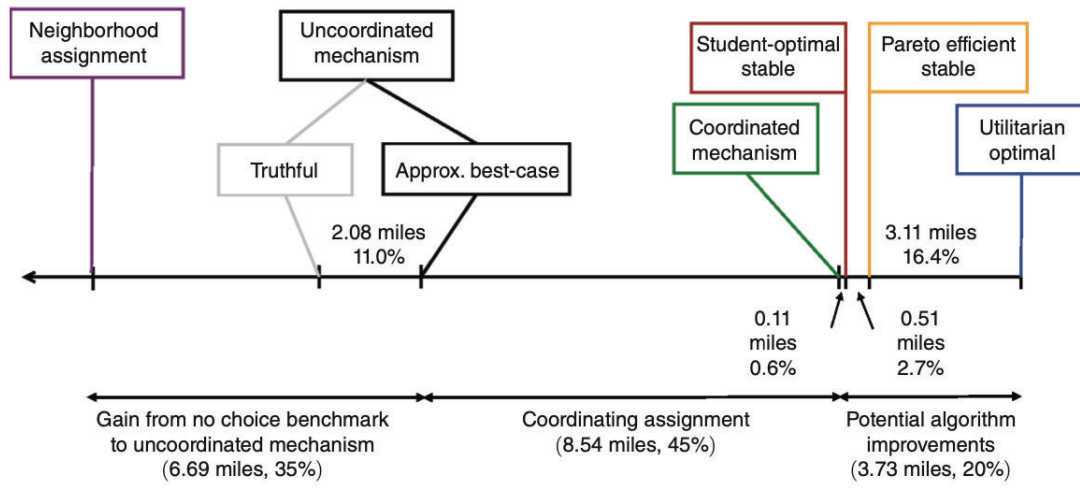 Neighborhood
assignment
Uncoordinated
mechanism
Student-optimal
stable
Pareto efficient
stable
Truthful
Approx. best-case
Coordinated
mechanism
Utilitarian
optimal
2.08 miles
11.0%
3.11 miles
16.4%
0.11
miles
0.6%
0.51
miles
2.7%
Gain from no choice benchmark
to uncoordinated mechanism
(6.69 miles, 35%)
Coordinating assignment
(8.54 miles, 45%)
Potential algorithm
improvements
(3.73 miles, 20%)